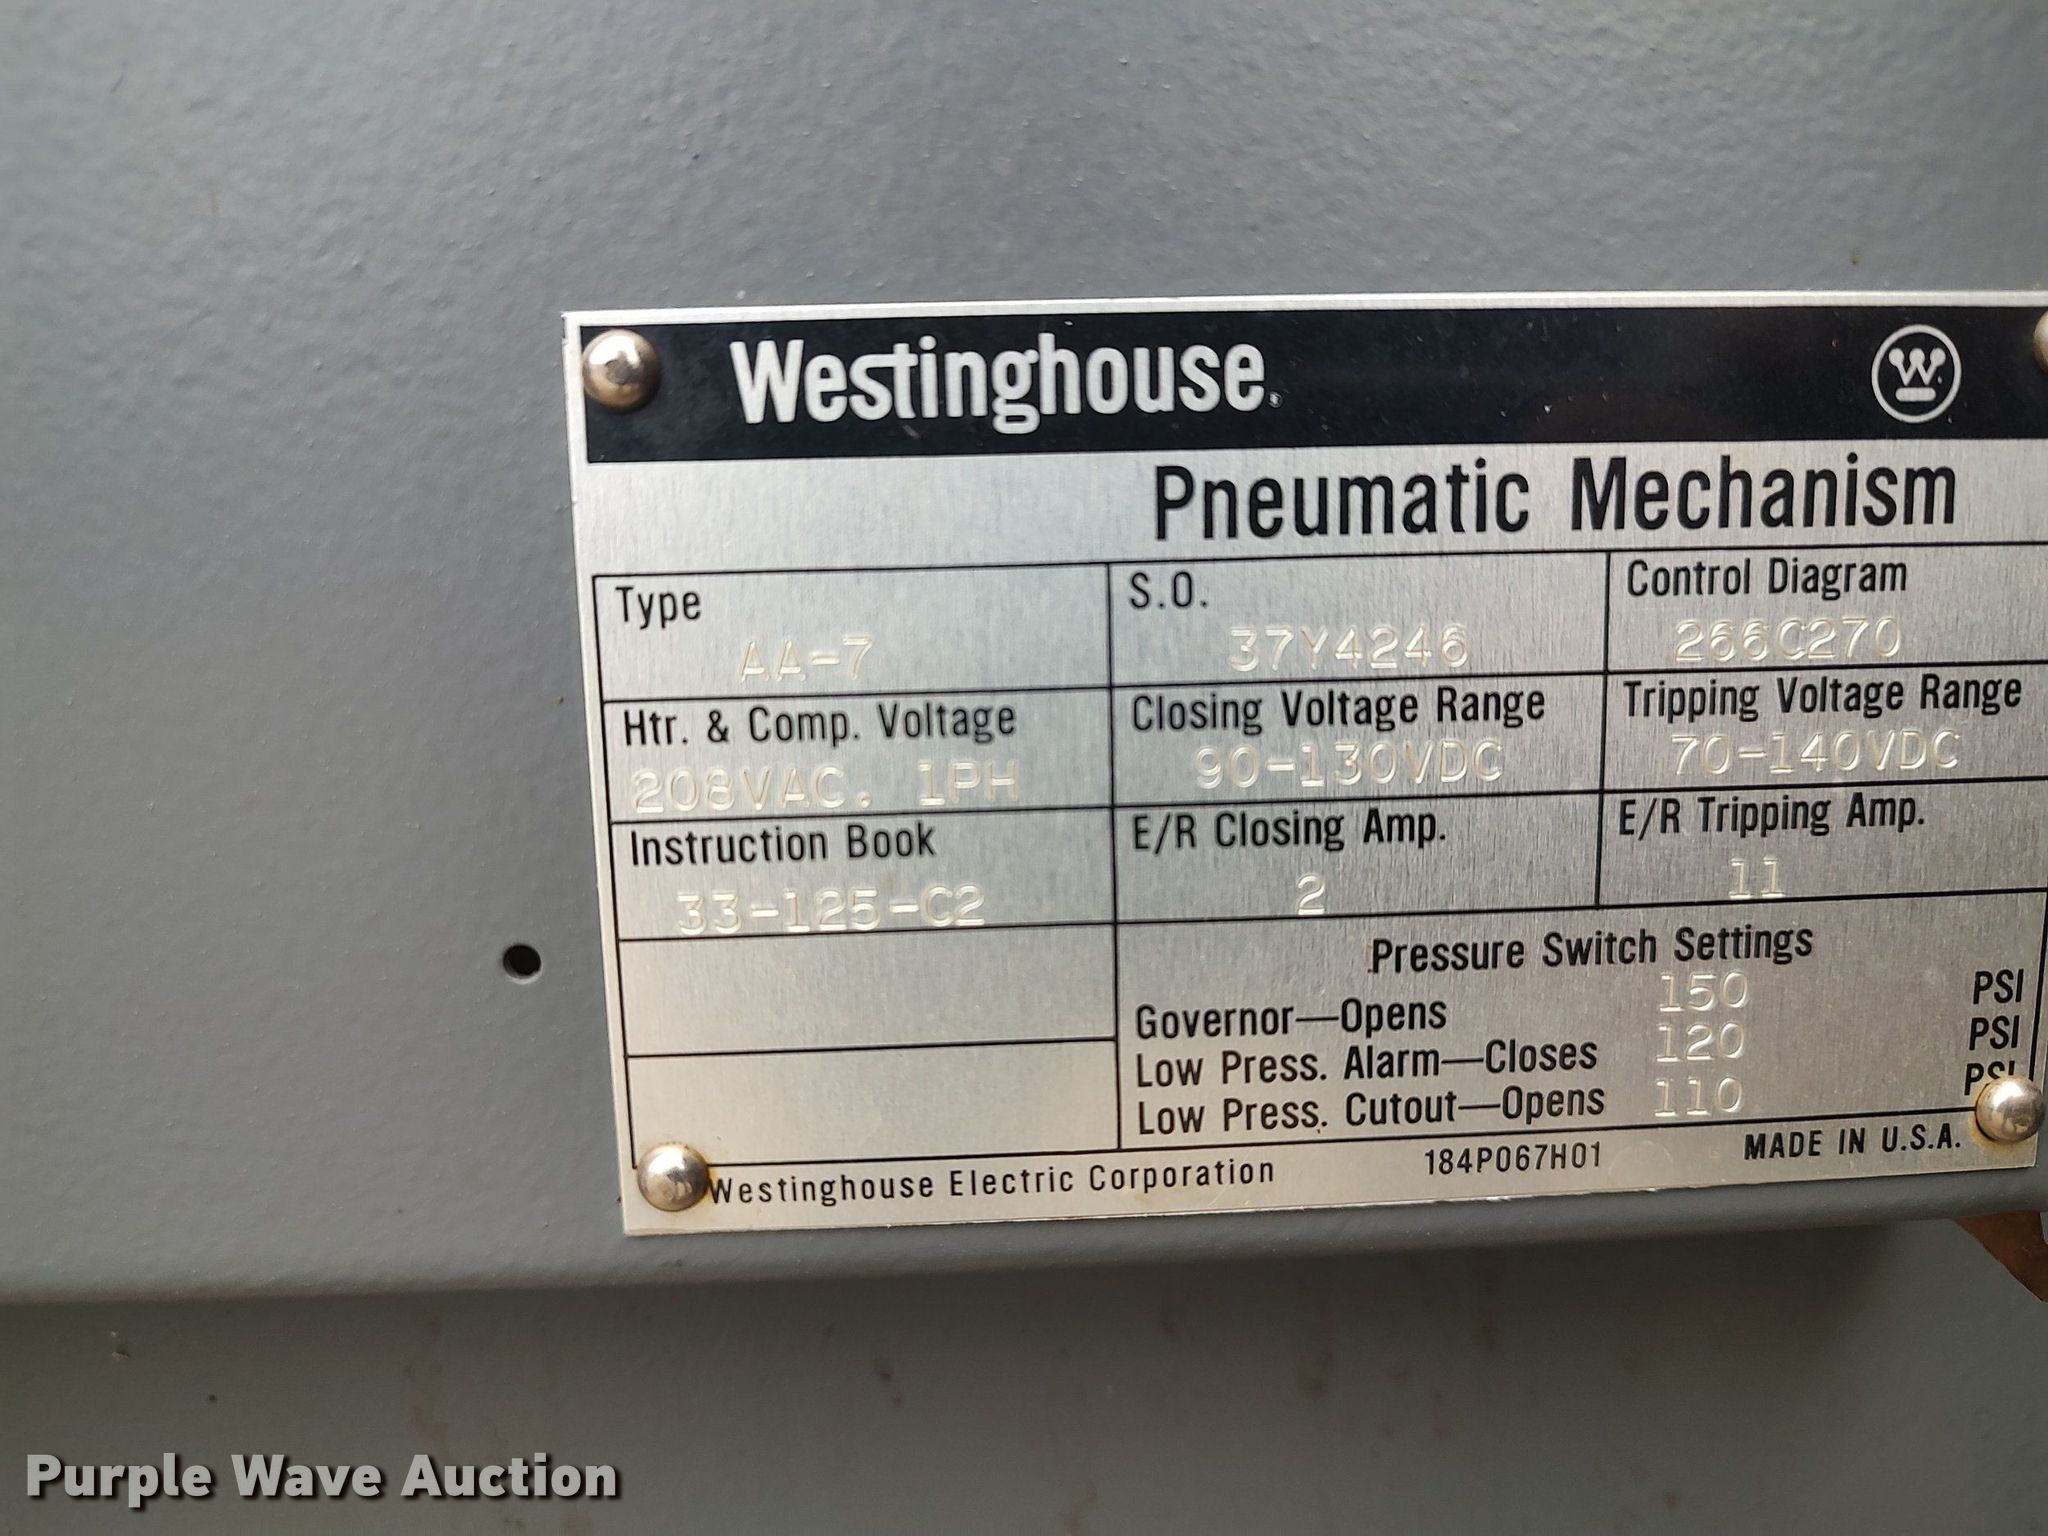 Westinghouse
W
Pneumatic Mechanism
Type
AA-7
S.O.
37Y4246
Control Diagram
266C270
Htr. & Comp. Voltage
208VAC. 1PH
Closing Voltage Range
90-130VDC
Tripping Voltage Range
70-140VDC
Instruction Book
33-125-C2
E/R Closing Amp.
2
E/R Tripping Amp.
11
Pressure Switch Settings
Governor—Opens 150 PSI
Low Press. Alarm—Closes 120 PSI
Low Press. Cutout—Opens 110 PSI
Westinghouse Electric Corporation 184P067H01 MADE IN U.S.A.
Purple Wave Auction